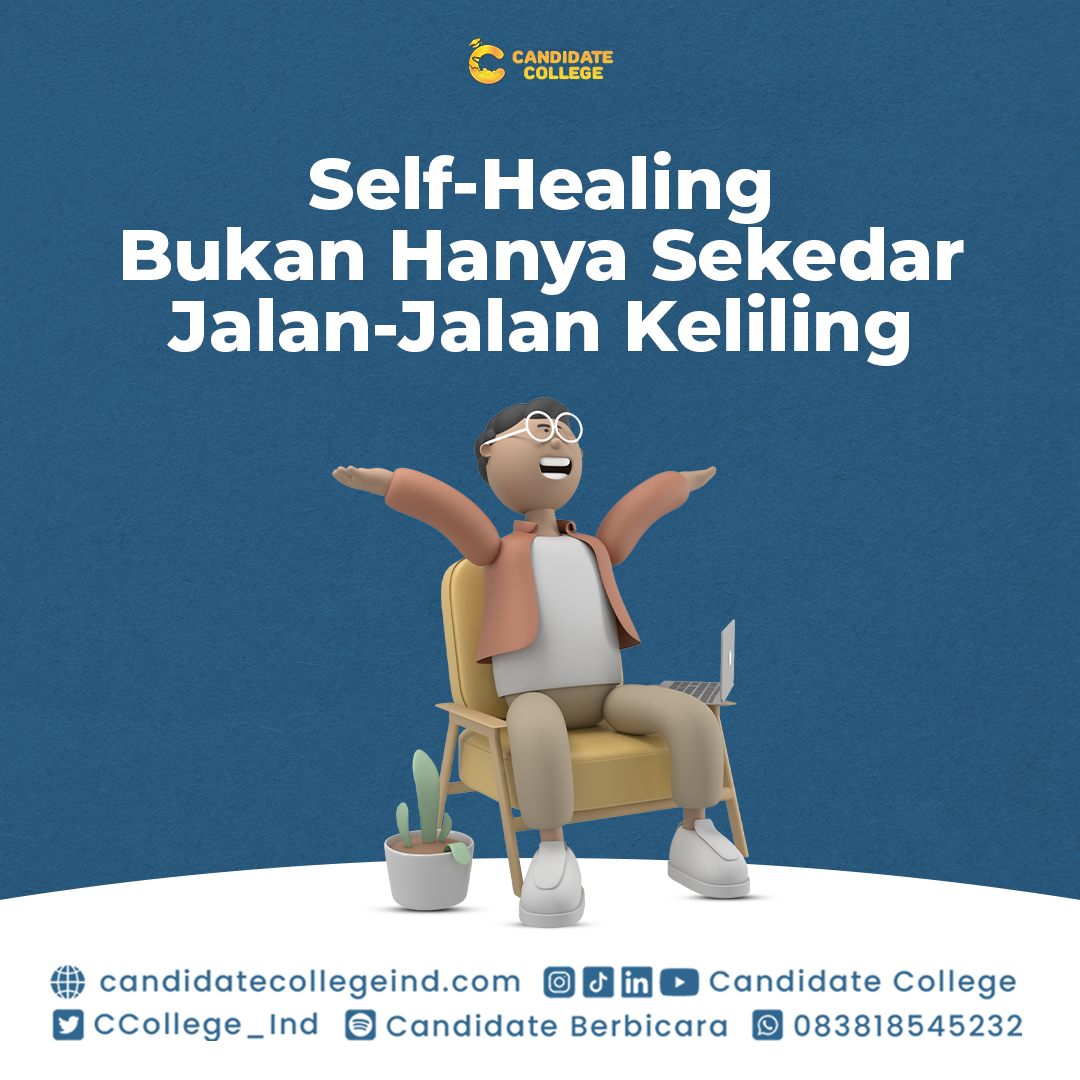 CANDIDATE
COLLEGE
Self-Healing
Bukan Hanya Sekedar
Jalan-Jalan Keliling
candidatecollegeind.com Candidate College
CCollege_Ind Candidate Berbicara 083818545232